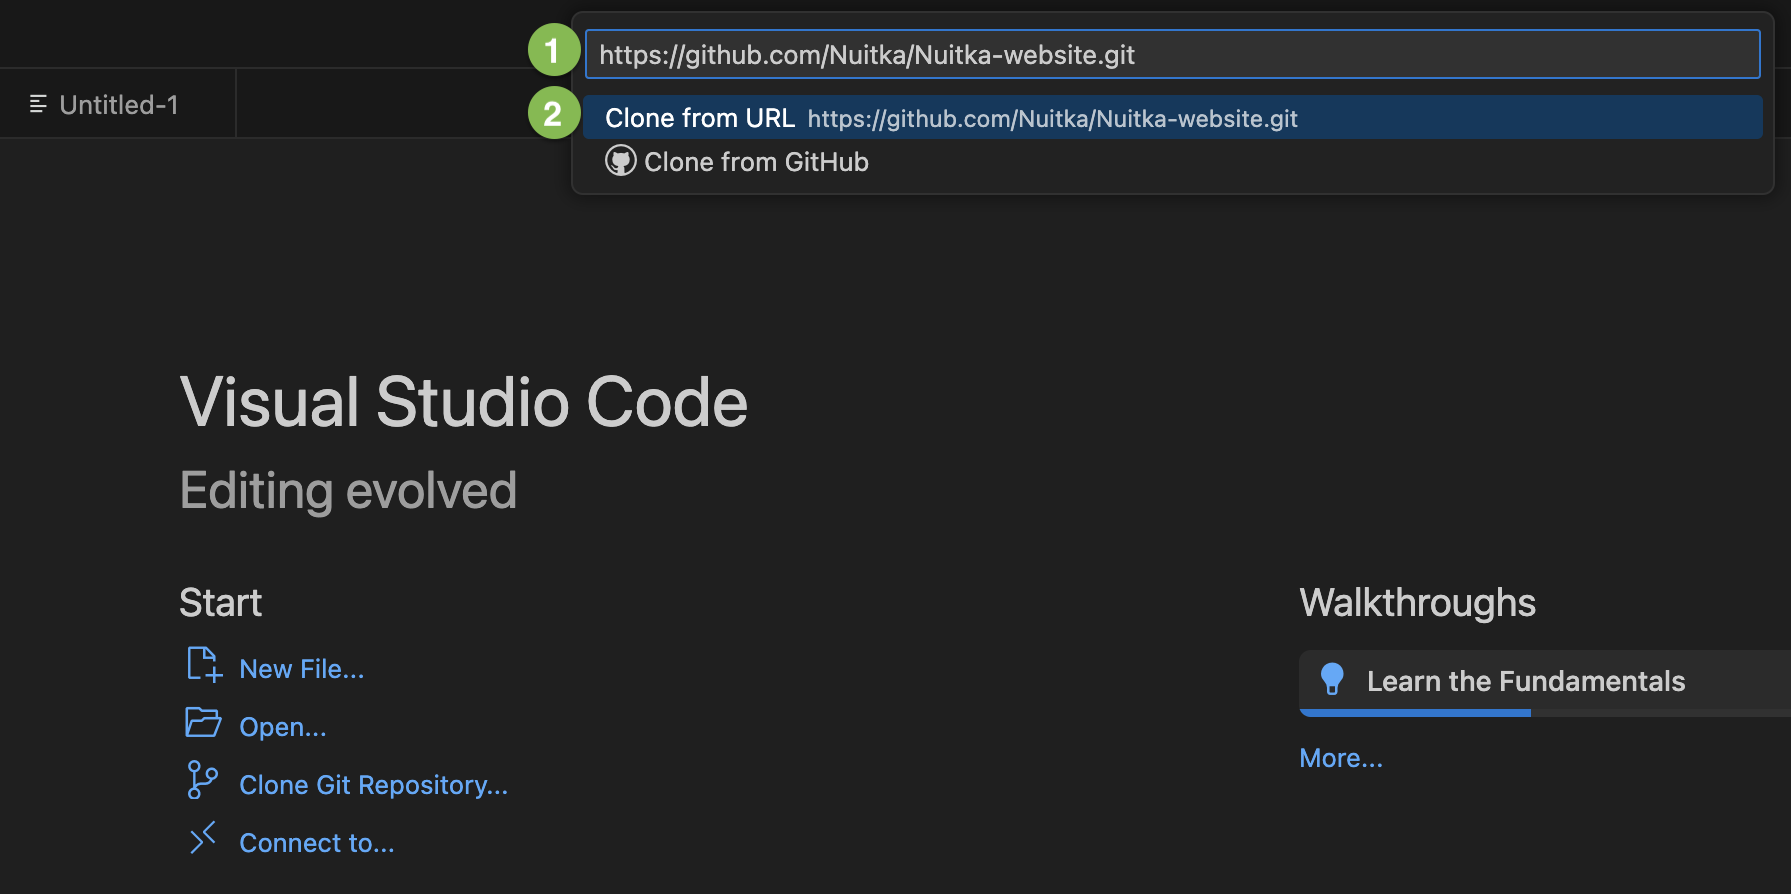 1 https://github.com/Nuitka/Nuitka-website.git
Untitled-1
2 Clone from URL https://github.com/Nuitka/Nuitka-website.git
Clone from GitHub
Visual Studio Code
Editing evolved
Start
New File...
Open...
Clone Git Repository...
Connect to...
Walkthroughs
Learn the Fundamentals
More...